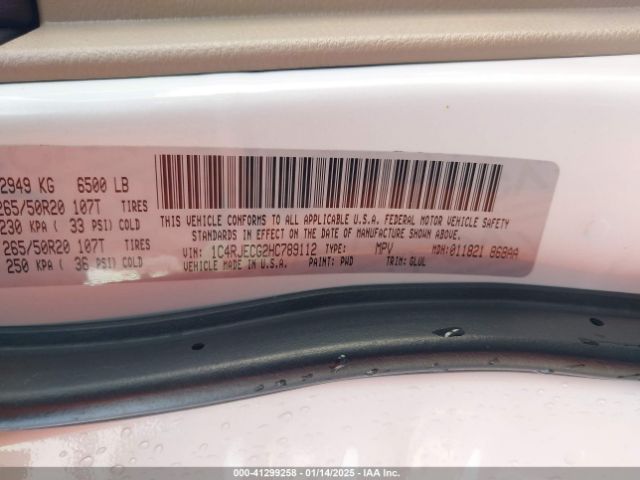 2949 KG 6500 LB
265/50R20 107T TIRES
230 KPA ( 33 PSI) COLD
265/50R20 107T TIRES
250 KPA ( 36 PSI) COLD
THIS VEHICLE CONFORMS TO ALL APPLICABLE U.S.A. FEDERAL MOTOR VEHICLE SAFETY
STANDARDS IN EFFECT ON THE DATE OF MANUFACTURE SHOWN ABOVE.
VIN: 1C4RJECG2HC789112 TYPE: MPV MDH:011821 868AA
MADE IN U.S.A. PAINT: PWD TRIM: GLUL
000-41299258 - 01/14/2025 - IAA Inc.